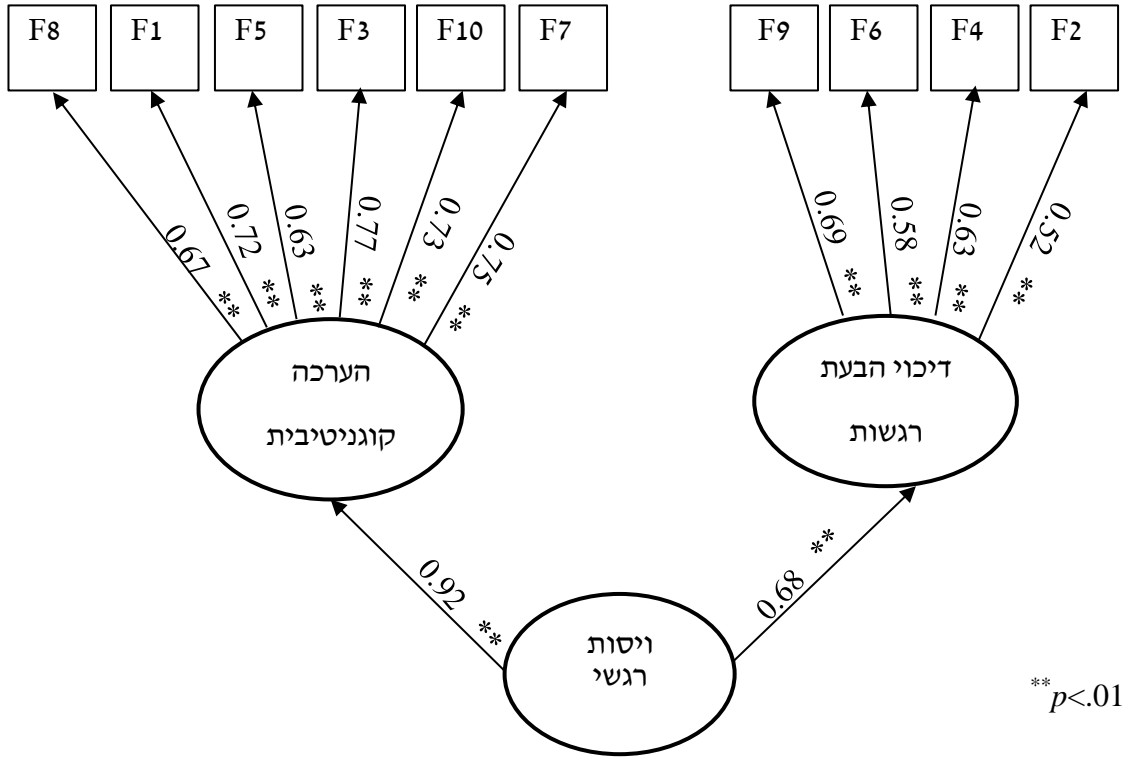 F8 F1 F5 F3 F10 F7 F9 F6 F4 F2
0.67 ** 0.72 ** 0.63 ** 0.77 ** 0.73 ** 0.75 ** 0.69 ** 0.58 ** 0.63 ** 0.52 **
הערכה
קוגניטיבית
דיכוי הבעת
רגשות
0.92 ** 0.68 **
ויסות
רגשי
**p<.01